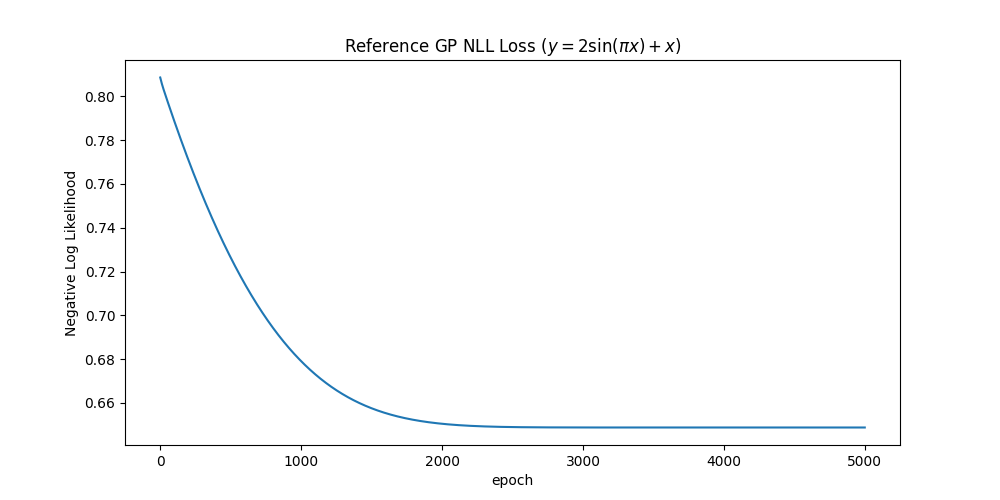 Reference GP NLL Loss (y = 2sin(πx) + x)
Negative Log Likelihood
0.80
0.78
0.76
0.74
0.72
0.70
0.68
0.66
0 1000 2000 3000 4000 5000
epoch